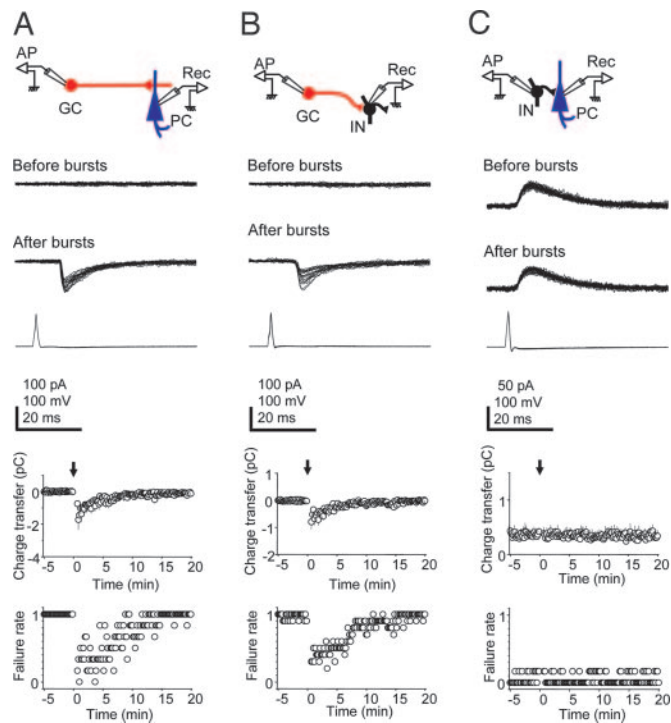 A
AP
Rec
GC
PC
Before bursts
After bursts
100 pA
100 mV
20 ms
Charge transfer (pC)
0
-2
-4
-5 0 5 10 15 20
Time (min)
Failure rate
1
0
-5 0 5 10 15 20
Time (min)
B
AP
Rec
GC
IN
Before bursts
After bursts
100 pA
100 mV
20 ms
Charge transfer (pC)
1
0
-1
-2
-5 0 5 10 15 20
Time (min)
Failure rate
1
0
-5 0 5 10 15 20
Time (min)
C
AP
Rec
IN
PC
Before bursts
After bursts
50 pA
100 mV
20 ms
Charge transfer (pC)
1
0
-5 0 5 10 15 20
Time (min)
Failure rate
1
0
-5 0 5 10 15 20
Time (min)